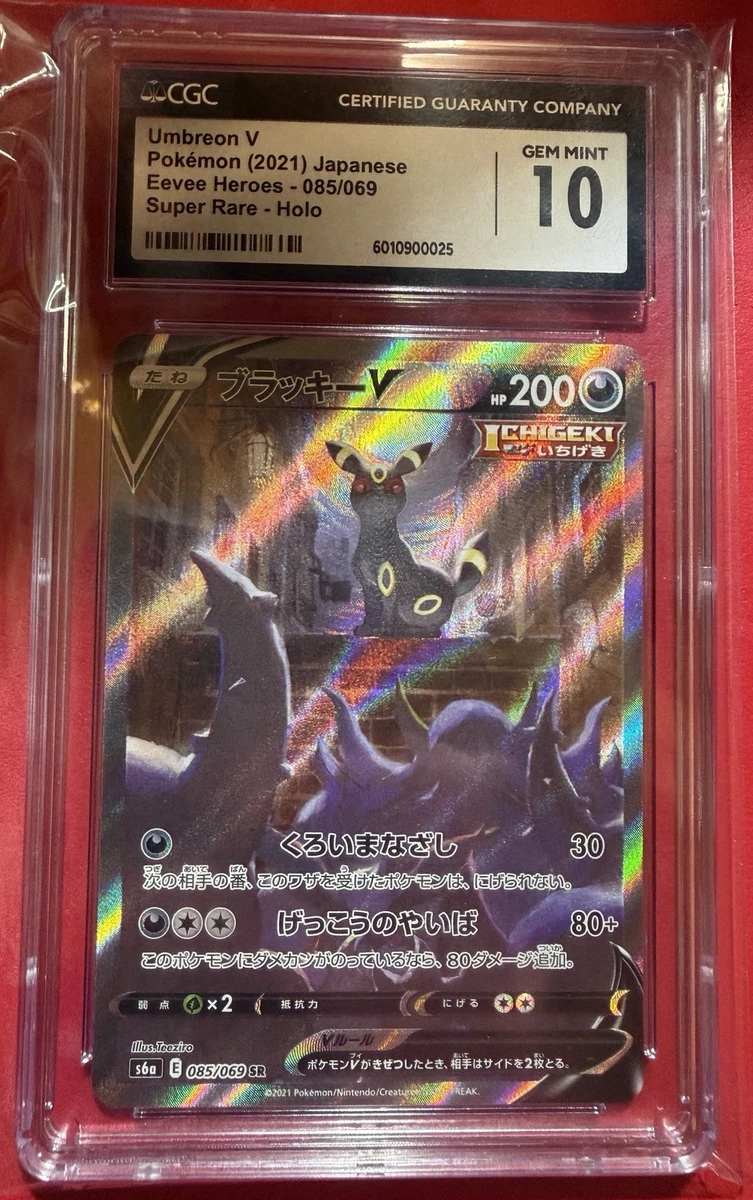 CGC
CERTIFIED GUARANTY COMPANY
Umbreon V
Pokémon (2021) Japanese
Eevee Heroes - 085/069
Super Rare - Holo
GEM MINT
10
6010900025
たね ブラッキーV HP 200
ICHIGEKI
いちげき
くろいまなざし 30
次の相手の番、このワザを受けたポケモンは、にげられない。
げっこうのやいば 80+
このポケモンにダメカンがのっているなら、80ダメージ追加。
弱点 ×2 抵抗力 にげる
Illus.Teeziro
Vルール
s6a E 085/069 SR
ポケモンVがきぜつしたとき、相手はサイドを2枚とる。
©2021 Pokémon/Nintendo/Creatures FREAK.